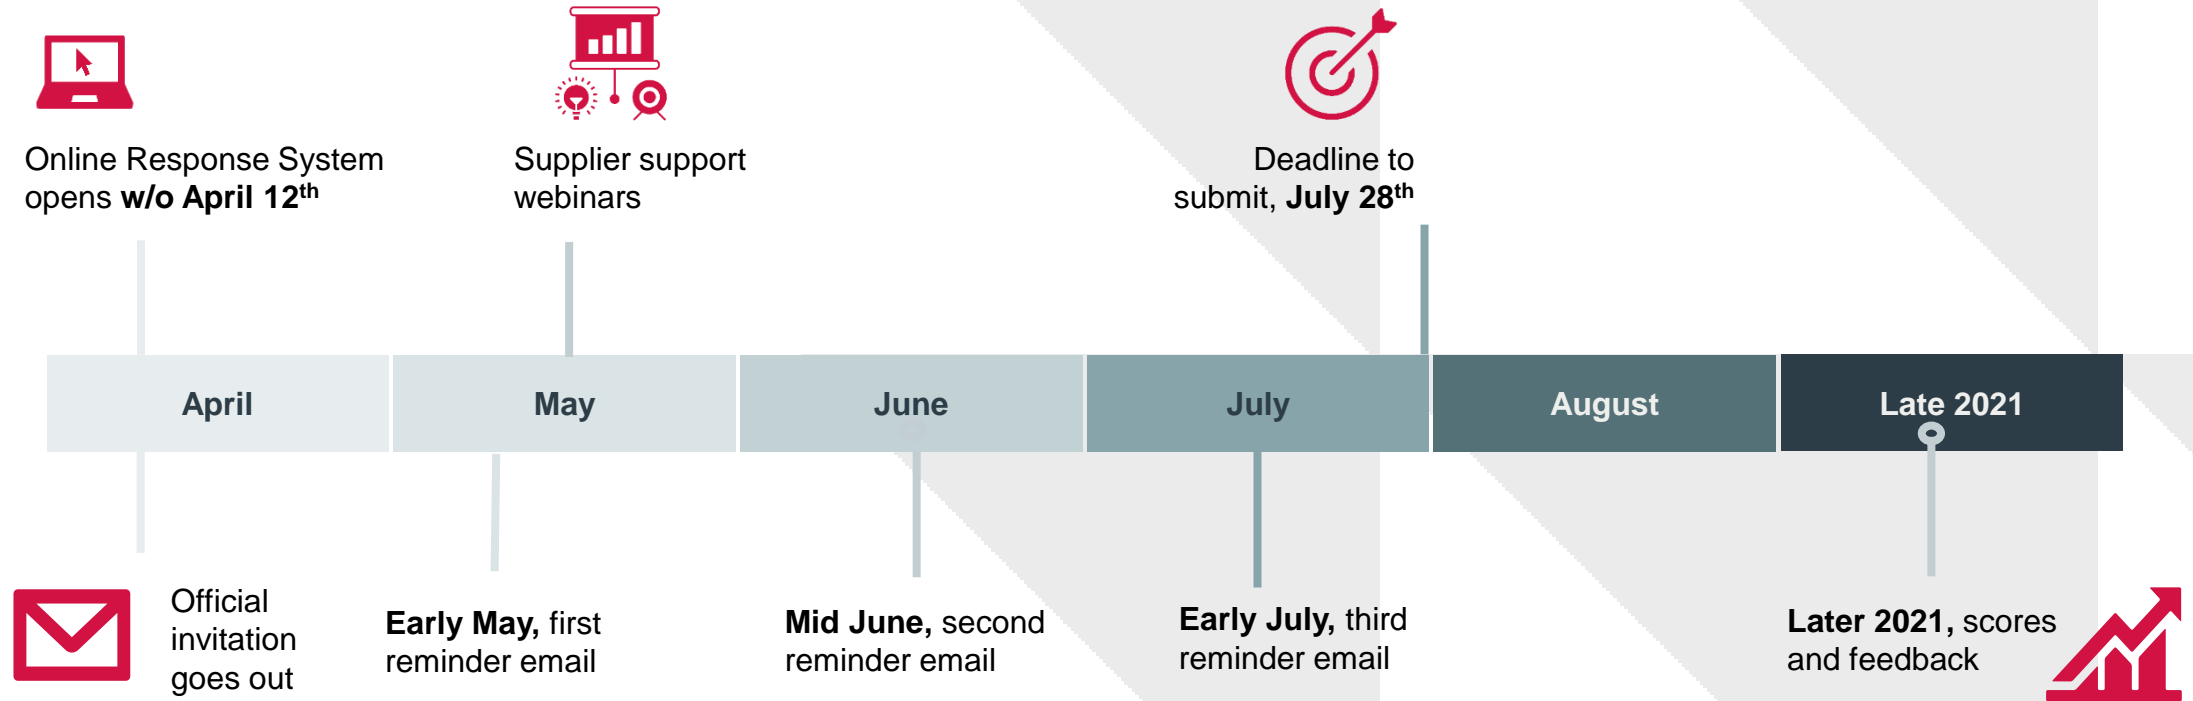 Online Response System
opens w/o April 12th
Supplier support
webinars
Deadline to
submit, July 28th
April
May
June
July
August
Late 2021
Official
invitation
goes out
Early May, first
reminder email
Mid June, second
reminder email
Early July, third
reminder email
Later 2021, scores
and feedback